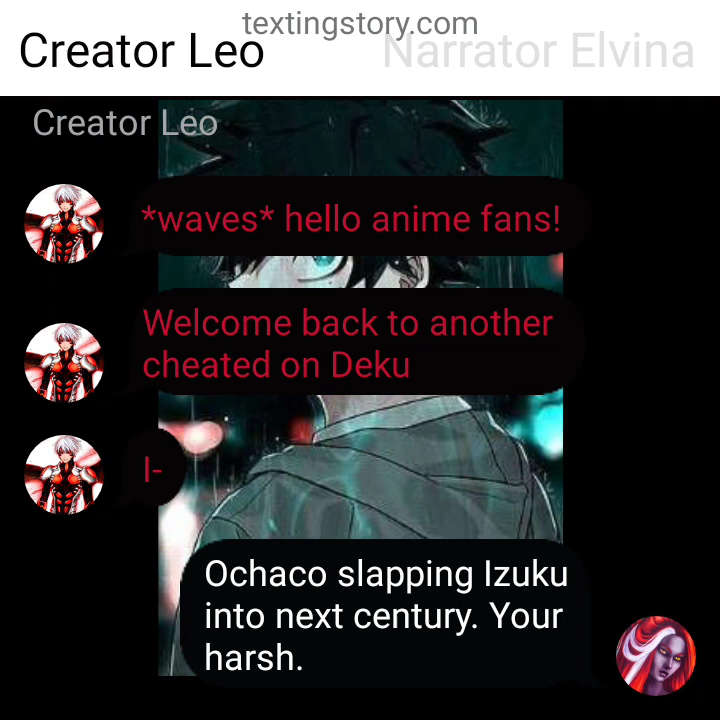 textingstory.com
Creator Leo
Narrator Elvina
Creator Leo
*waves* hello anime fans!
Welcome back to another
cheated on Deku
I-
Ochaco slapping Izuku
into next century. Your
harsh.